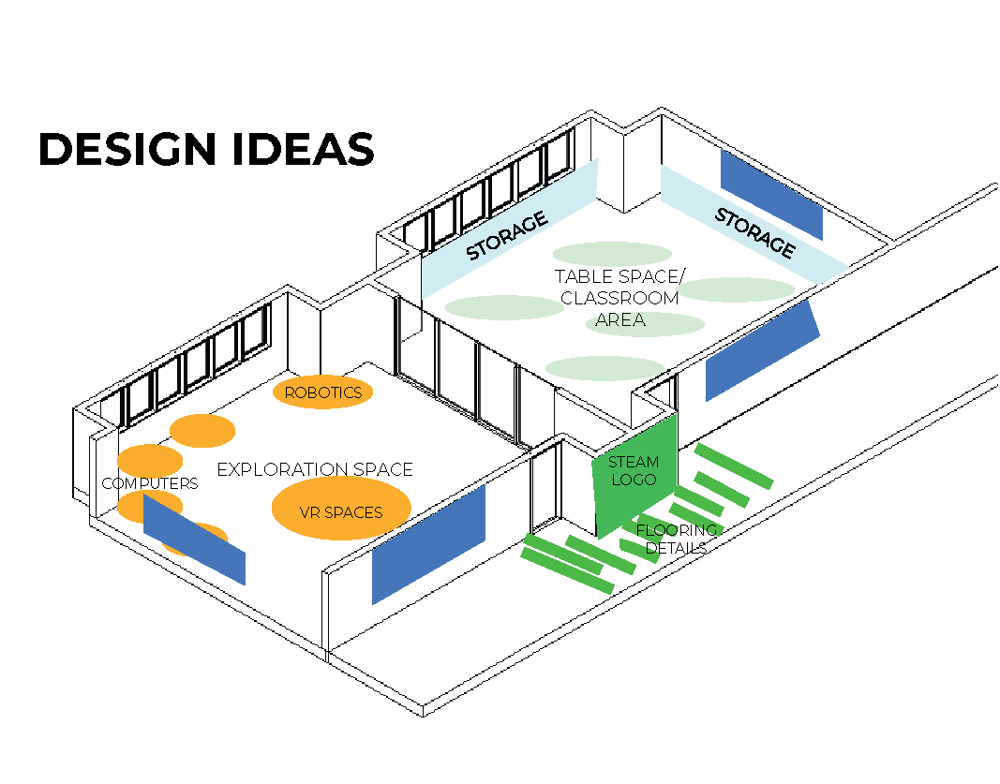 DESIGN IDEAS
STORAGE
STORAGE
TABLE SPACE/
CLASSROOM
AREA
ROBOTICS
EXPLORATION SPACE
COMPUTERS
VR SPACES
STEAM
LOGO
FLOORING
DETAILS